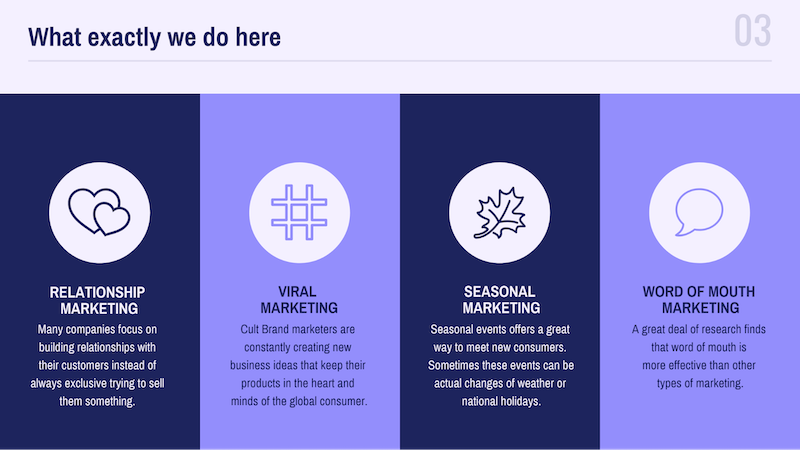 What exactly we do here
03
RELATIONSHIP
MARKETING
Many companies focus on
building relationships with
their customers instead of
always exclusive trying to sell
them something.
VIRAL
MARKETING
Cult Brand marketers are
constantly creating new
business ideas that keep their
products in the heart and
minds of the global consumer.
SEASONAL
MARKETING
Seasonal events offers a great
way to meet new consumers.
Sometimes these events can be
actual changes of weather or
national holidays.
WORD OF MOUTH
MARKETING
A great deal of research finds
that word of mouth is
more effective than other
types of marketing.